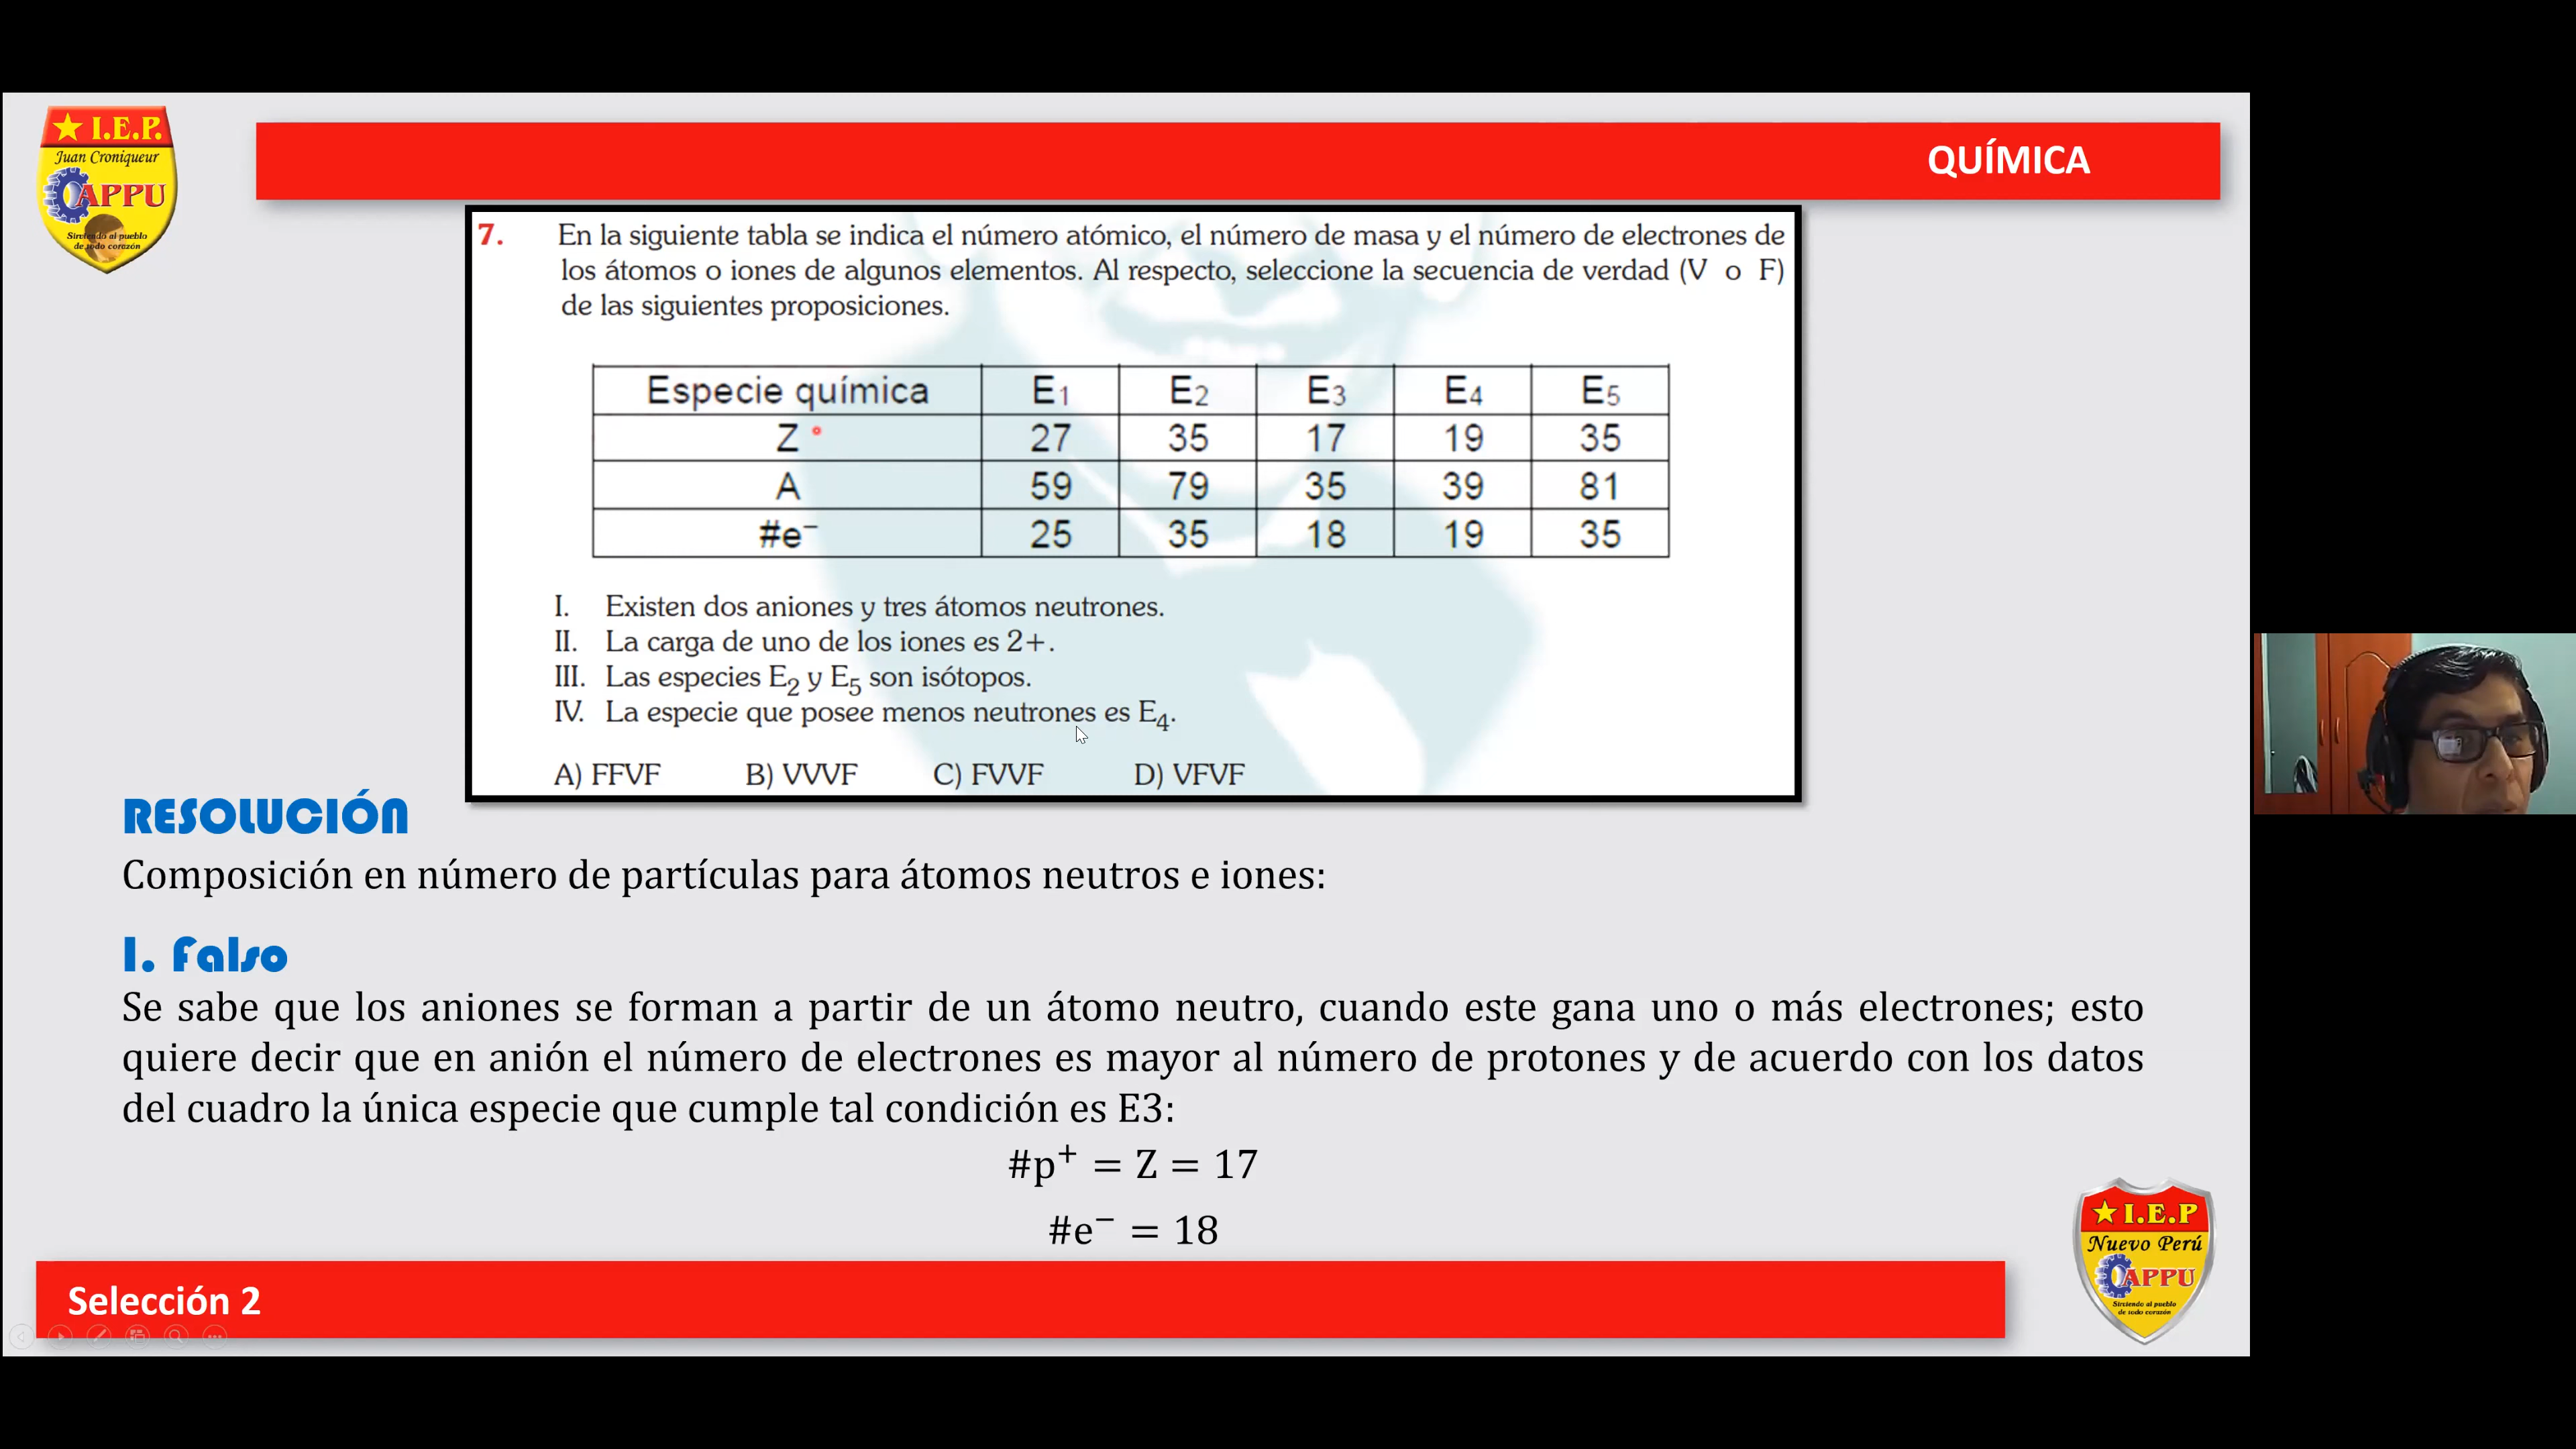 ★ I.E.P.
Juan Croniqueur
CAPPU
Sirviendo al pueblo
de todo corazón
QUÍMICA
7. En la siguiente tabla se indica el número atómico, el número de masa y el número de electrones de
los átomos o iones de algunos elementos. Al respecto, seleccione la secuencia de verdad (V o F)
de las siguientes proposiciones.
Especie química E₁ E₂ E₃ E₄ E₅
Z 27 35 17 19 35
A 59 79 35 39 81
#e⁻ 25 35 18 19 35
I. Existen dos aniones y tres átomos neutrones.
II. La carga de uno de los iones es 2+.
III. Las especies E₂ y E₅ son isótopos.
IV. La especie que posee menos neutrones es E₄.
A) FFVF B) VVVF C) FVVF D) VFVF
RESOLUCIÓN
Composición en número de partículas para átomos neutros e iones:
I. Falso
Se sabe que los aniones se forman a partir de un átomo neutro, cuando este gana uno o más electrones; esto
quiere decir que en anión el número de electrones es mayor al número de protones y de acuerdo con los datos
del cuadro la única especie que cumple tal condición es E3:
#p⁺ = Z = 17
#e⁻ = 18
★ I.E.P
Nuevo Perú
CAPPU
Sirviendo al pueblo
de todo corazón
Selección 2